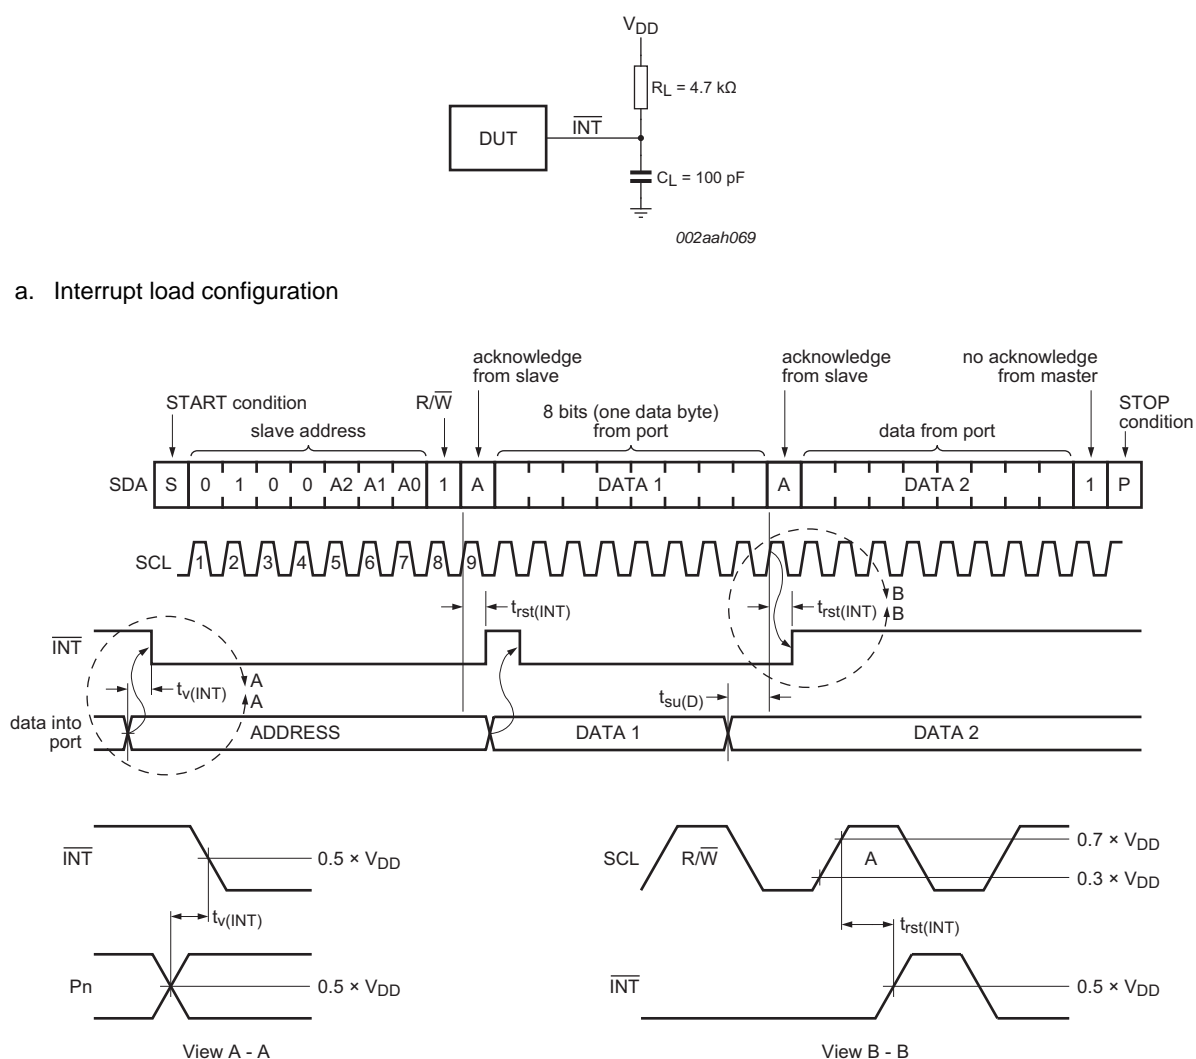 VDD
RL = 4.7 kΩ
DUT
INT
CL = 100 pF
002aah069
a. Interrupt load configuration
acknowledge
from slave
acknowledge
from slave
no acknowledge
from master
START condition
R/W
8 bits (one data byte)
from port
STOP
condition
slave address
data from port
SDA S 0 1 0 0 A2 A1 A0 1 A DATA 1 A DATA 2 1 P
SCL 1 2 3 4 5 6 7 8 9
B
B
trst(INT)
trst(INT)
INT
A
A
tv(INT)
tsu(D)
data into
port
ADDRESS DATA 1 DATA 2
INT
0.5 × VDD
tv(INT)
Pn
0.5 × VDD
View A - A
SCL R/W A
0.7 × VDD
0.3 × VDD
trst(INT)
INT
0.5 × VDD
View B - B